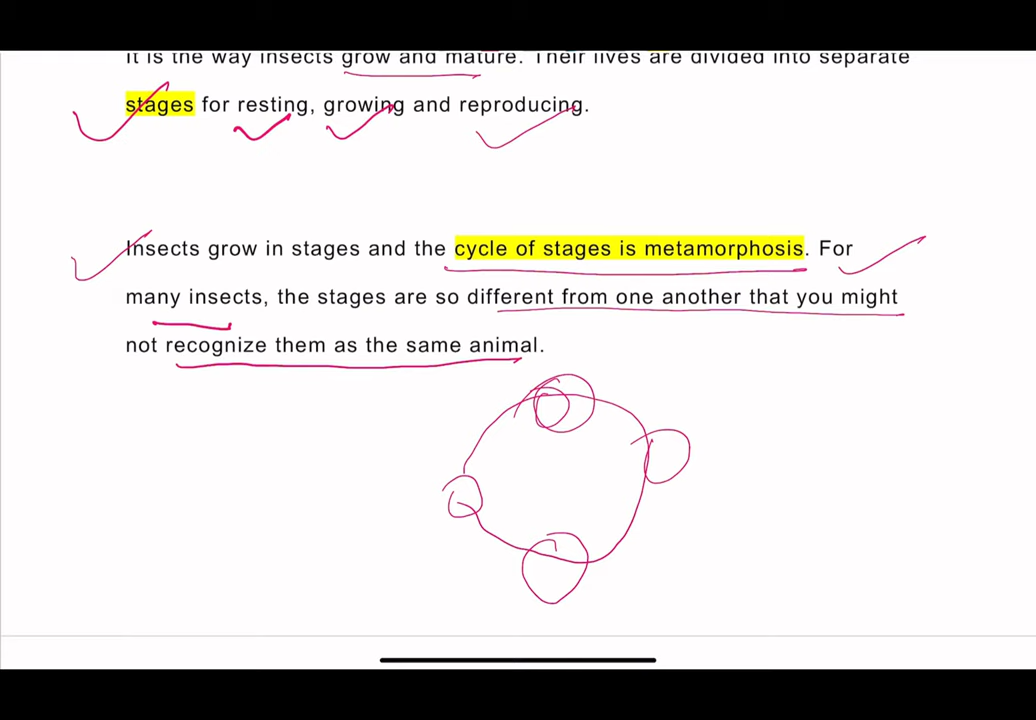 It is the way insects grow and mature. Their lives are divided into separate
stages for resting, growing and reproducing.
Insects grow in stages and the cycle of stages is metamorphosis. For
many insects, the stages are so different from one another that you might
not recognize them as the same animal.